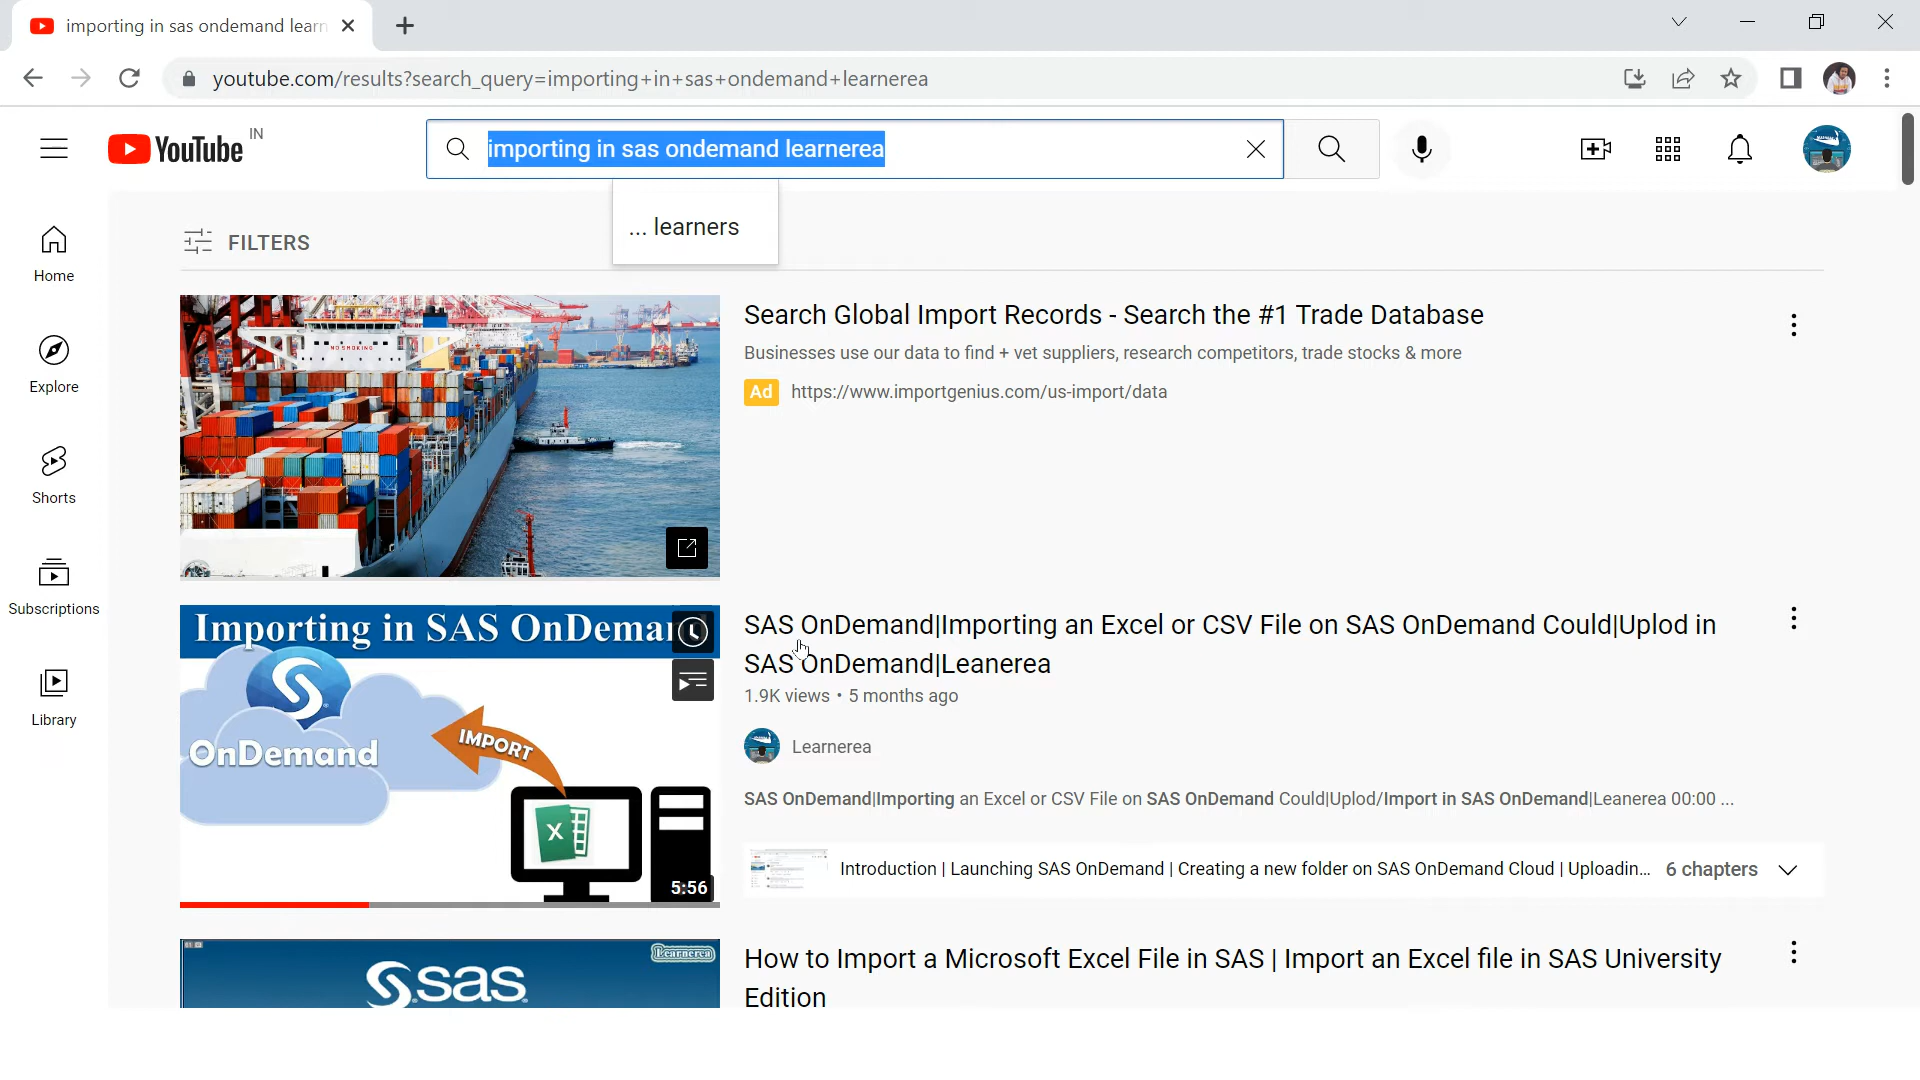 importing in sas ondemand learn
youtube.com/results?search_query=importing+in+sas+ondemand+learnerea
YouTube
IN
importing in sas ondemand learnerea
... learners
FILTERS
Home
Explore
Shorts
Subscriptions
Library
NO SMOKING
Search Global Import Records - Search the #1 Trade Database
Businesses use our data to find + vet suppliers, research competitors, trade stocks & more
Ad https://www.importgenius.com/us-import/data
Importing in SAS OnDeman
OnDemand
IMPORT
X
5:56
SAS OnDemand|Importing an Excel or CSV File on SAS OnDemand Could|Uplod in
SAS OnDemand|Leanerea
1.9K views • 5 months ago
Learnerea
SAS OnDemand|Importing an Excel or CSV File on SAS OnDemand Could|Uplod/Import in SAS OnDemand|Leanerea 00:00 ...
Introduction | Launching SAS OnDemand | Creating a new folder on SAS OnDemand Cloud | Uploadin... 6 chapters
Learnerea
sas
How to Import a Microsoft Excel File in SAS | Import an Excel file in SAS University
Edition